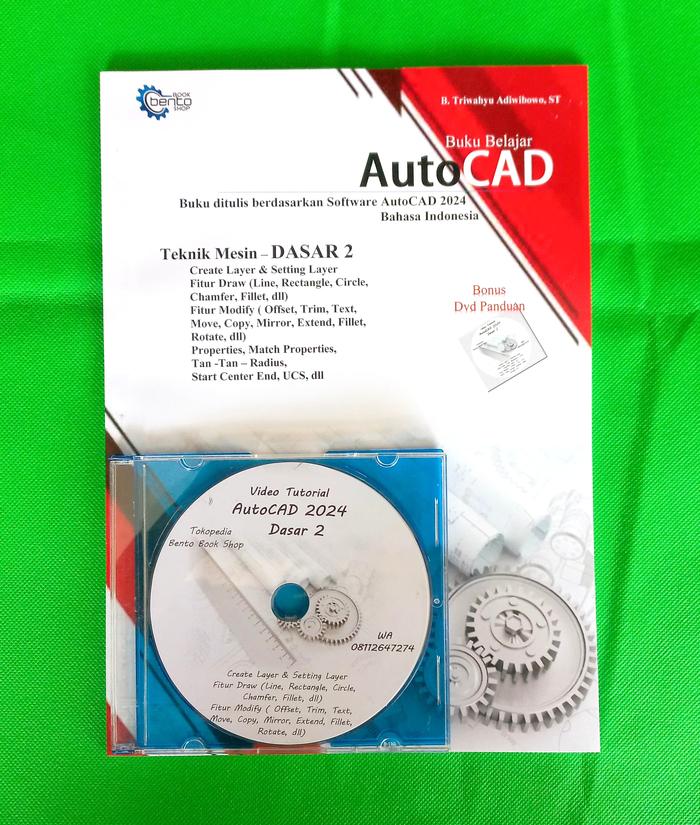 BOOK
bento
SHOP
B. Triwahyu Adiwibowo, ST
Buku Belajar
AutoCAD
Buku ditulis berdasarkan Software AutoCAD 2024
Bahasa Indonesia
Teknik Mesin – DASAR 2
Create Layer & Setting Layer
Fitur Draw (Line, Rectangle, Circle,
Chamfer, Fillet, dll)
Fitur Modify ( Offset, Trim, Text,
Move, Copy, Mirror, Extend, Fillet,
Rotate, dll)
Properties, Match Properties,
Tan -Tan – Radius,
Start Center End, UCS, dll
Bonus
Dvd Panduan
Video Tutorial
AutoCAD 2024
Dasar 2
Tokopedia
Bento Book Shop
WA
08112647274
Create Layer & Setting Layer
Fitur Draw (Line, Rectangle, Circle,
Chamfer, Fillet, dll)
Fitur Modify ( Offset, Trim, Text,
Move, Copy, Mirror, Extend, Fillet,
Rotate, dll)